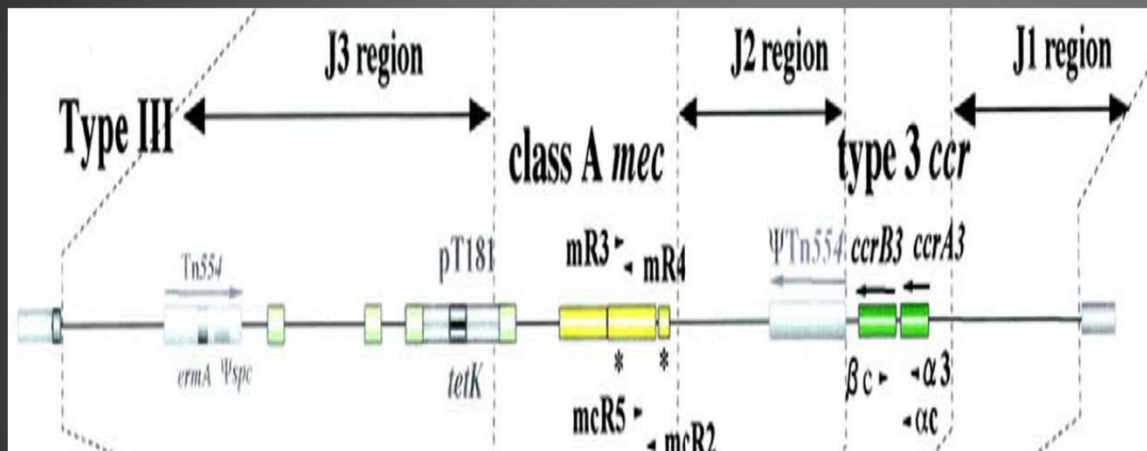 J3 region
J2 region
J1 region
Type III
class A mec
type 3 ccr
Tn554
pT181
mR3
mR4
ΨTn554
ccrB3
ccrA3
ermA
Ψspc
tetK
*
*
βc
α3
αc
mcR5
mcR2